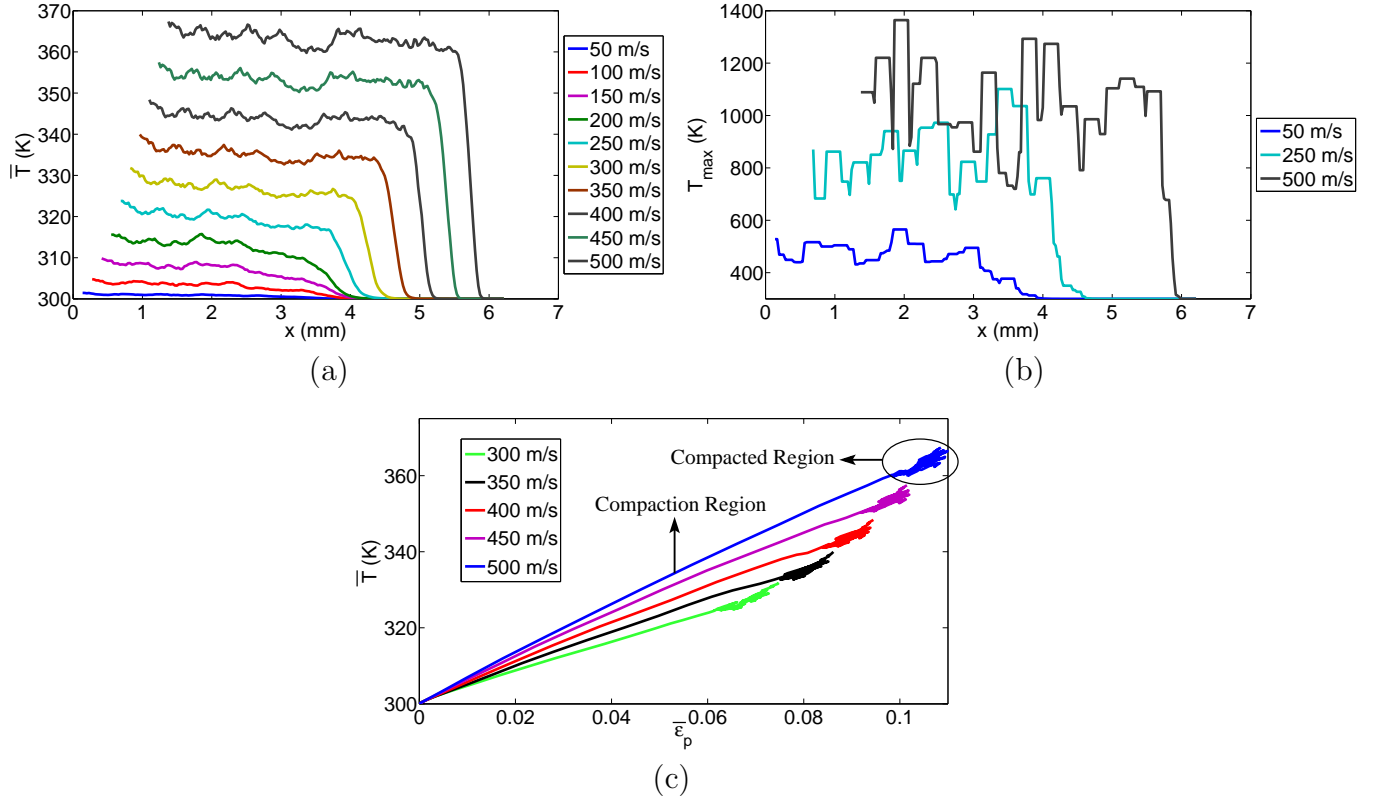 370
360
350
340
330
320
310
300
T̅ (K)
0 1 2 3 4 5 6 7
x (mm)
50 m/s
100 m/s
150 m/s
200 m/s
250 m/s
300 m/s
350 m/s
400 m/s
450 m/s
500 m/s
(a)
1400
1200
1000
800
600
400
T_max (K)
0 1 2 3 4 5 6 7
x (mm)
50 m/s
250 m/s
500 m/s
(b)
360
340
320
300
T̅ (K)
300 m/s
350 m/s
400 m/s
450 m/s
500 m/s
Compacted Region
Compaction Region
0 0.02 0.04 0.06 0.08 0.1
ε̅_p
(c)